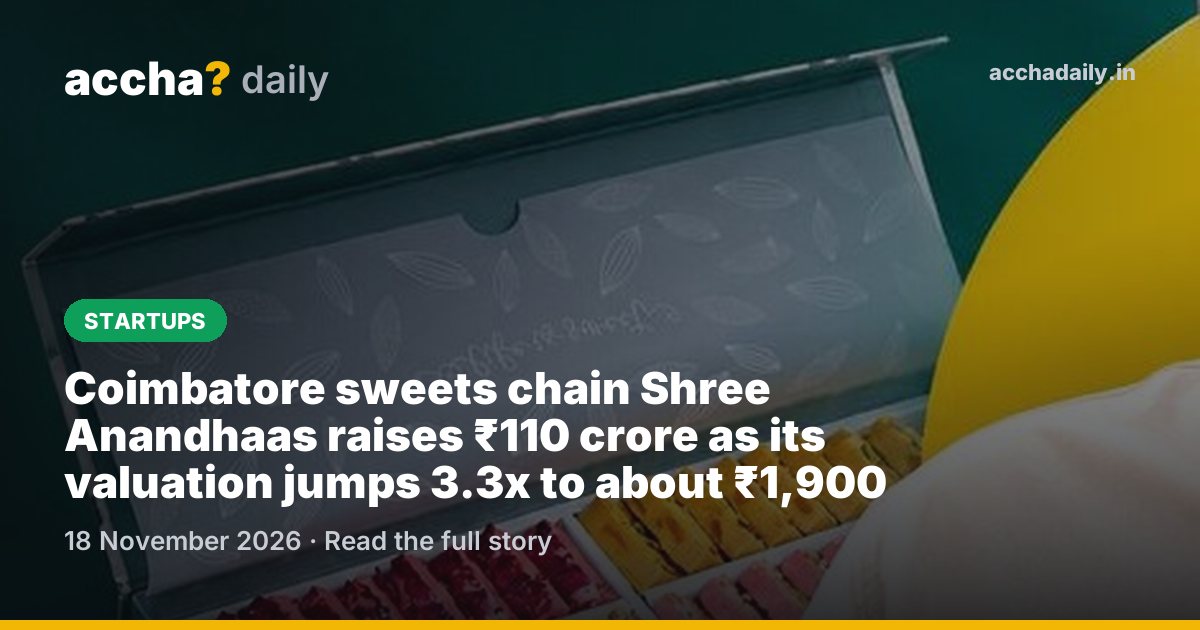 accha? daily
acchadaily.in
STARTUPS
Coimbatore sweets chain Shree
Anandhaas raises ₹110 crore as its
valuation jumps 3.3x to about ₹1,900
18 November 2026 · Read the full story